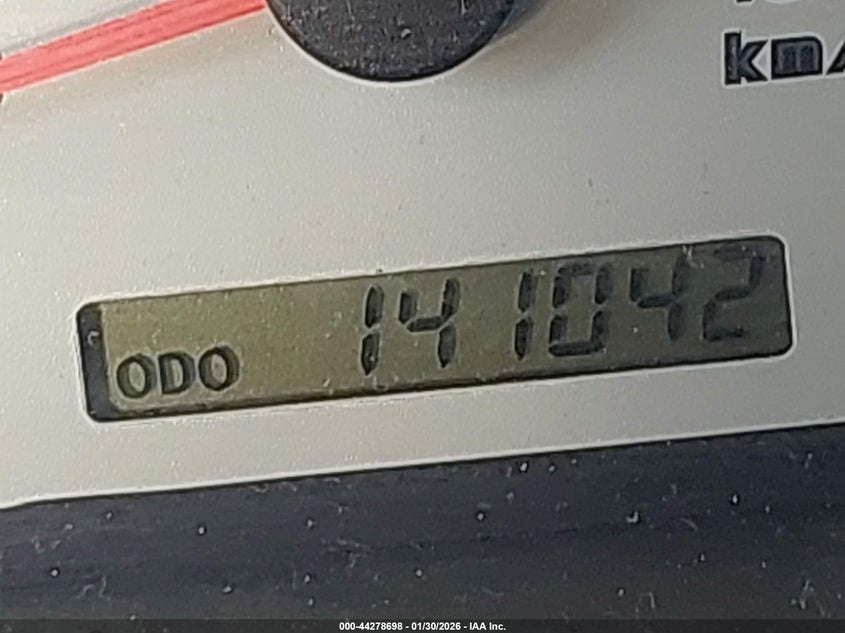 km/
ODO 141042
000-44278698 - 01/30/2026 - IAA Inc.